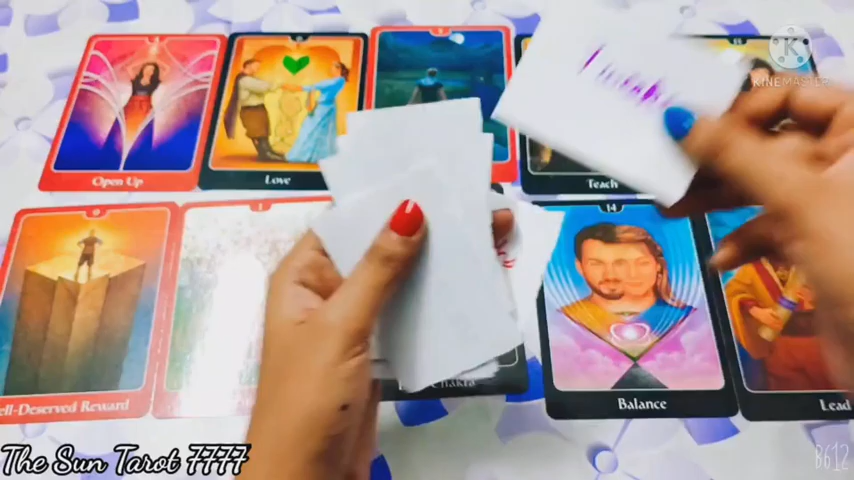 KINEMASTER
Open Up
Love
Teach
14
ell-Deserved Reward
Chakra
Balance
Lead
The Sun Tarot 7777
B612